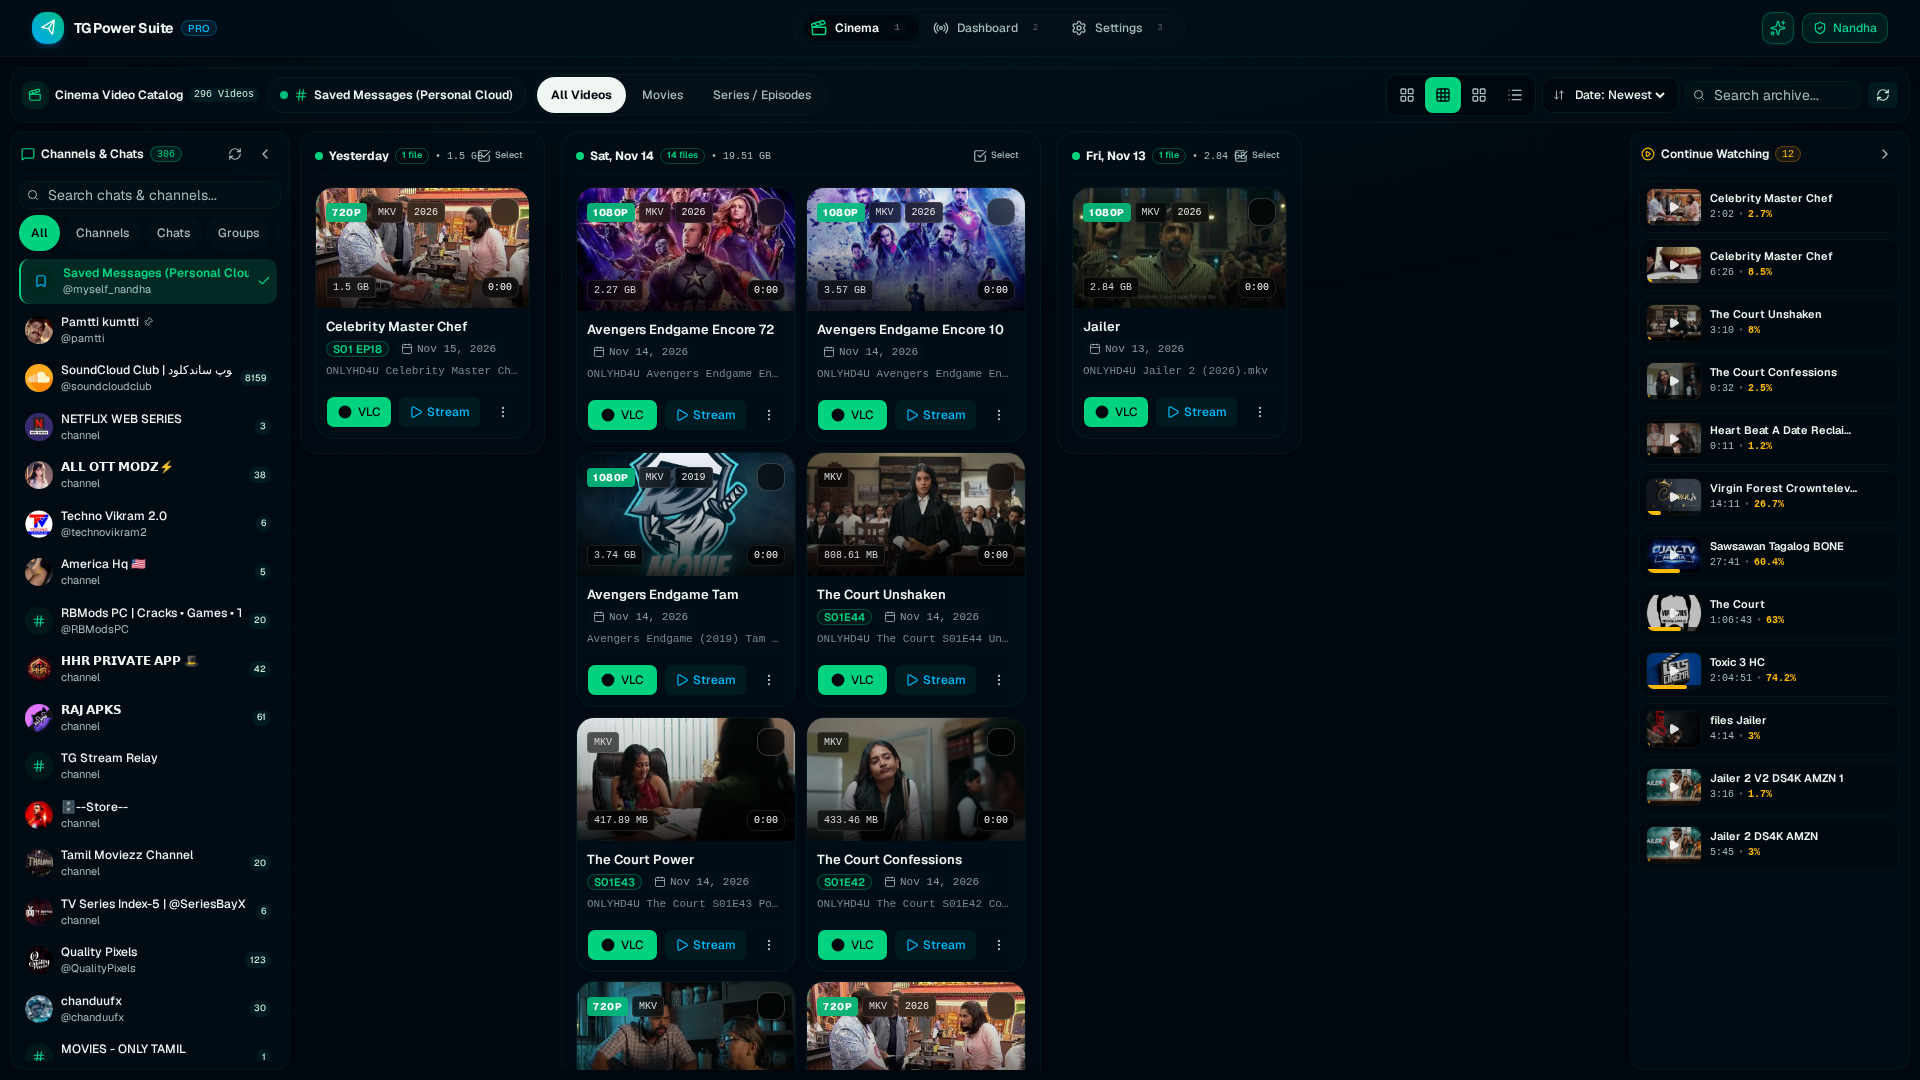 TG Power Suite PRO
Cinema 1
Dashboard 2
Settings 3
Nandha
Cinema Video Catalog 296 Videos
# Saved Messages (Personal Cloud)
All Videos
Movies
Series / Episodes
Date: Newest
Search archive...
Channels & Chats 306
Search chats & channels...
All
Channels
Chats
Groups
Saved Messages (Personal Clou
@myself_nandha
Pamtti kumtti
@pamtti
SoundCloud Club | وپ ساندکلود
@soundcloudclub
8159
NETFLIX WEB SERIES
channel
3
ALL OTT MODZ⚡
channel
38
Techno Vikram 2.0
@technovikram2
6
America Hq 🇺🇸
channel
5
RBMods PC | Cracks • Games • T
@RBModsPC
20
HHR PRIVATE APP 🎩
channel
42
RAJ APKS
channel
61
TG Stream Relay
channel
🗄️--Store--
channel
Tamil Moviezz Channel
channel
20
TV Series Index-5 | @SeriesBayX
channel
6
Quality Pixels
@QualityPixels
123
chanduufx
@chanduufx
30
MOVIES - ONLY TAMIL
1
Yesterday 1 file • 1.5 GB Select
720P MKV 2026
1.5 GB 0:00
Celebrity Master Chef
S01 EP18 Nov 15, 2026
ONLYHD4U Celebrity Master Ch…
VLC Stream
Sat, Nov 14 14 files • 19.51 GB Select
1080P MKV 2026
2.27 GB 0:00
Avengers Endgame Encore 72
Nov 14, 2026
ONLYHD4U Avengers Endgame En…
VLC Stream
1080P MKV 2026
3.57 GB 0:00
Avengers Endgame Encore 10
Nov 14, 2026
ONLYHD4U Avengers Endgame En…
VLC Stream
1080P MKV 2019
MOVIE
3.74 GB 0:00
Avengers Endgame Tam
Nov 14, 2026
Avengers Endgame (2019) Tam …
VLC Stream
MKV
808.61 MB 0:00
The Court Unshaken
S01E44 Nov 14, 2026
ONLYHD4U The Court S01E44 Un…
VLC Stream
MKV
417.89 MB 0:00
The Court Power
S01E43 Nov 14, 2026
ONLYHD4U The Court S01E43 Po…
VLC Stream
MKV
433.46 MB 0:00
The Court Confessions
S01E42 Nov 14, 2026
ONLYHD4U The Court S01E42 Co…
VLC Stream
720P MKV
720P MKV 2026
Fri, Nov 13 1 file • 2.84 GB Select
1080P MKV 2026
2.84 GB 0:00
Jailer
Nov 13, 2026
ONLYHD4U Jailer 2 (2026).mkv
VLC Stream
Continue Watching 12
Celebrity Master Chef
2:02 • 2.7%
Celebrity Master Chef
6:26 • 8.5%
The Court Unshaken
3:10 • 8%
The Court Confessions
0:32 • 2.5%
Heart Beat A Date Reclai…
0:11 • 1.2%
Virgin Forest Crowntelev…
14:11 • 26.7%
Sawsawan Tagalog BONE
27:41 • 60.4%
The Court
1:06:43 • 63%
Toxic 3 HC
2:04:51 • 74.2%
files Jailer
4:14 • 3%
Jailer 2 V2 DS4K AMZN 1
3:16 • 1.7%
Jailer 2 DS4K AMZN
5:45 • 3%